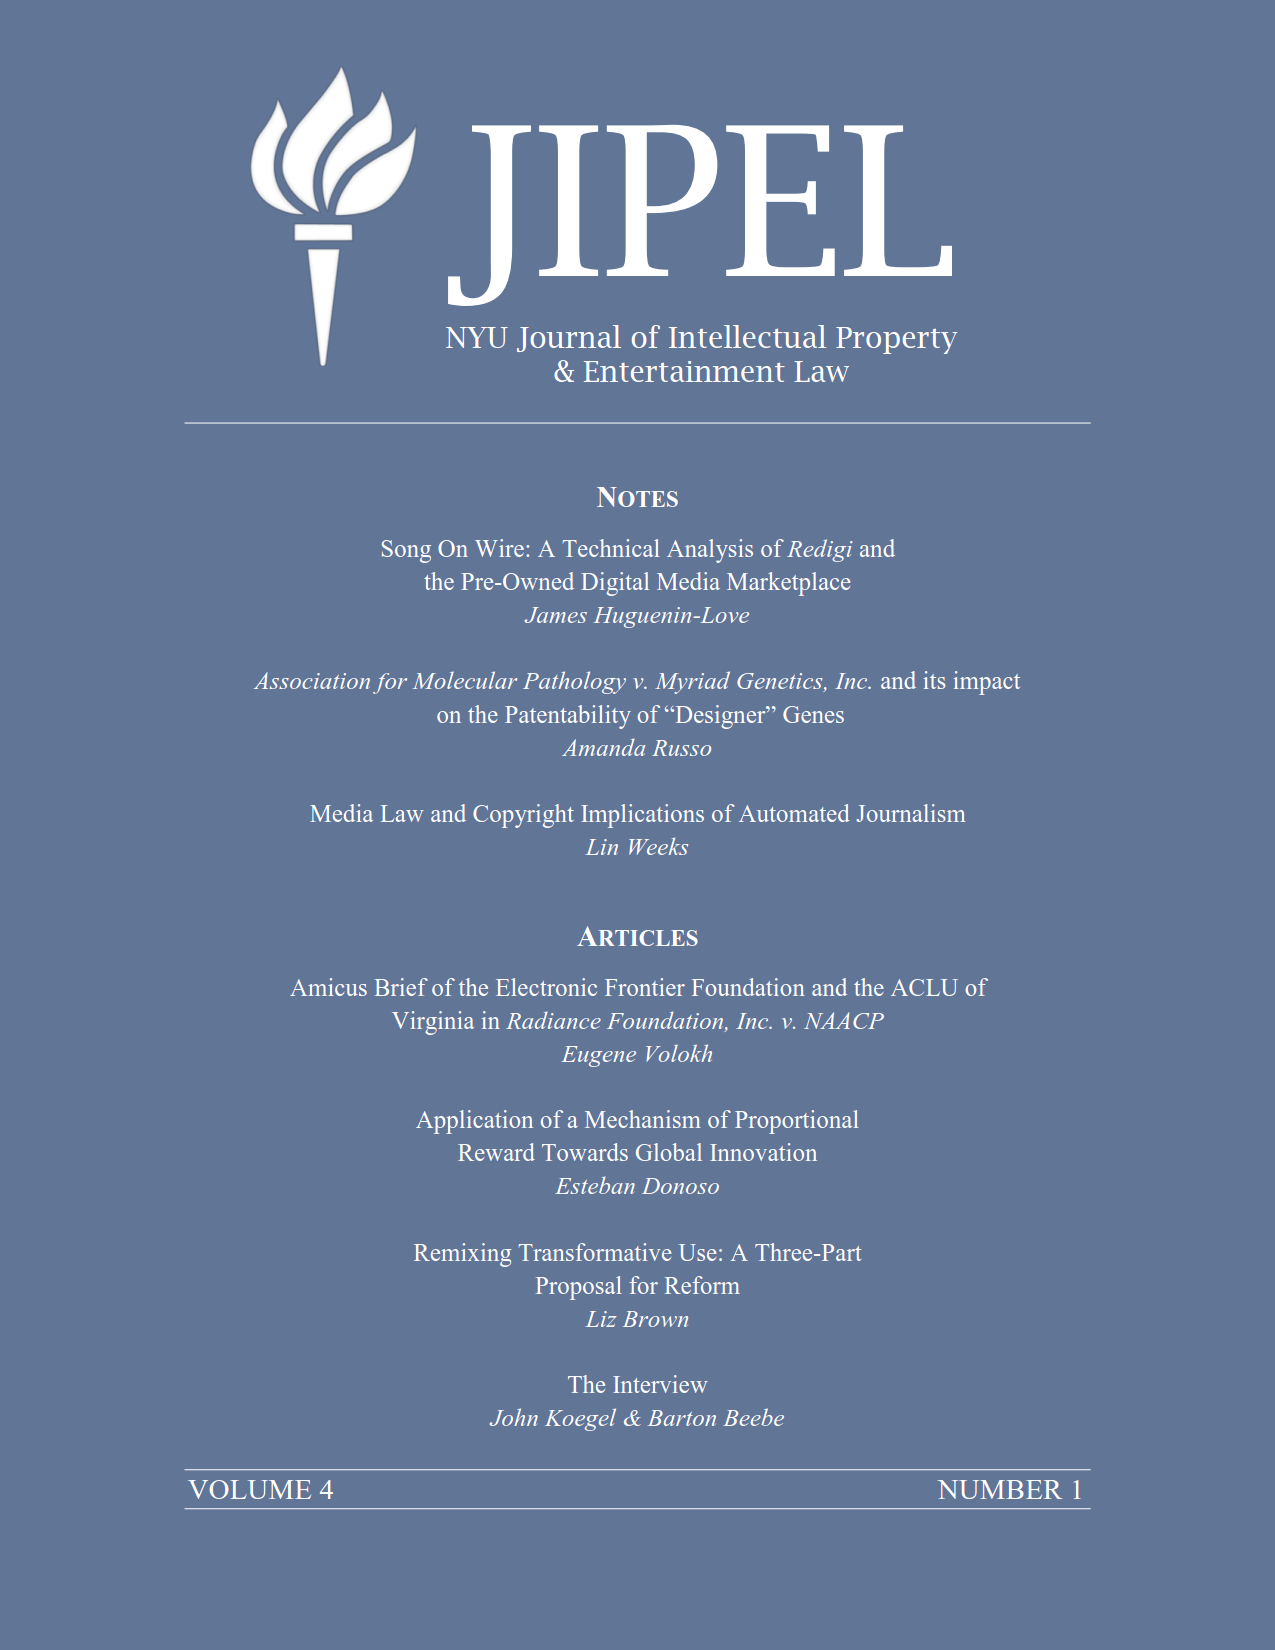 JIPEL
NYU Journal of Intellectual Property
& Entertainment Law
NOTES
Song On Wire: A Technical Analysis of Redigi and
the Pre-Owned Digital Media Marketplace
James Huguenin-Love
Association for Molecular Pathology v. Myriad Genetics, Inc. and its impact
on the Patentability of “Designer” Genes
Amanda Russo
Media Law and Copyright Implications of Automated Journalism
Lin Weeks
ARTICLES
Amicus Brief of the Electronic Frontier Foundation and the ACLU of
Virginia in Radiance Foundation, Inc. v. NAACP
Eugene Volokh
Application of a Mechanism of Proportional
Reward Towards Global Innovation
Esteban Donoso
Remixing Transformative Use: A Three-Part
Proposal for Reform
Liz Brown
The Interview
John Koegel & Barton Beebe
VOLUME 4 NUMBER 1